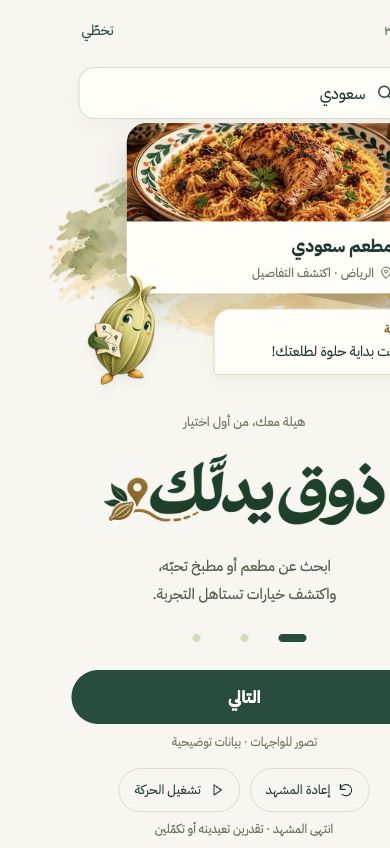 تخطّي
سعودي
مطعم سعودي
الرياض · اكتشف التفاصيل
بداية حلوة لطلعتك!
هيلة معك، من أول اختيار
ذوق يدلَّك
ابحث عن مطعم أو مطبخ تحبّه،
واكتشف خيارات تستاهل التجربة.
التالي
تصور للواجهات · بيانات توضيحية
إعادة المشهد
تشغيل الحركة
انتهى المشهد · تقدرين تعيدينه أو تكمّلين